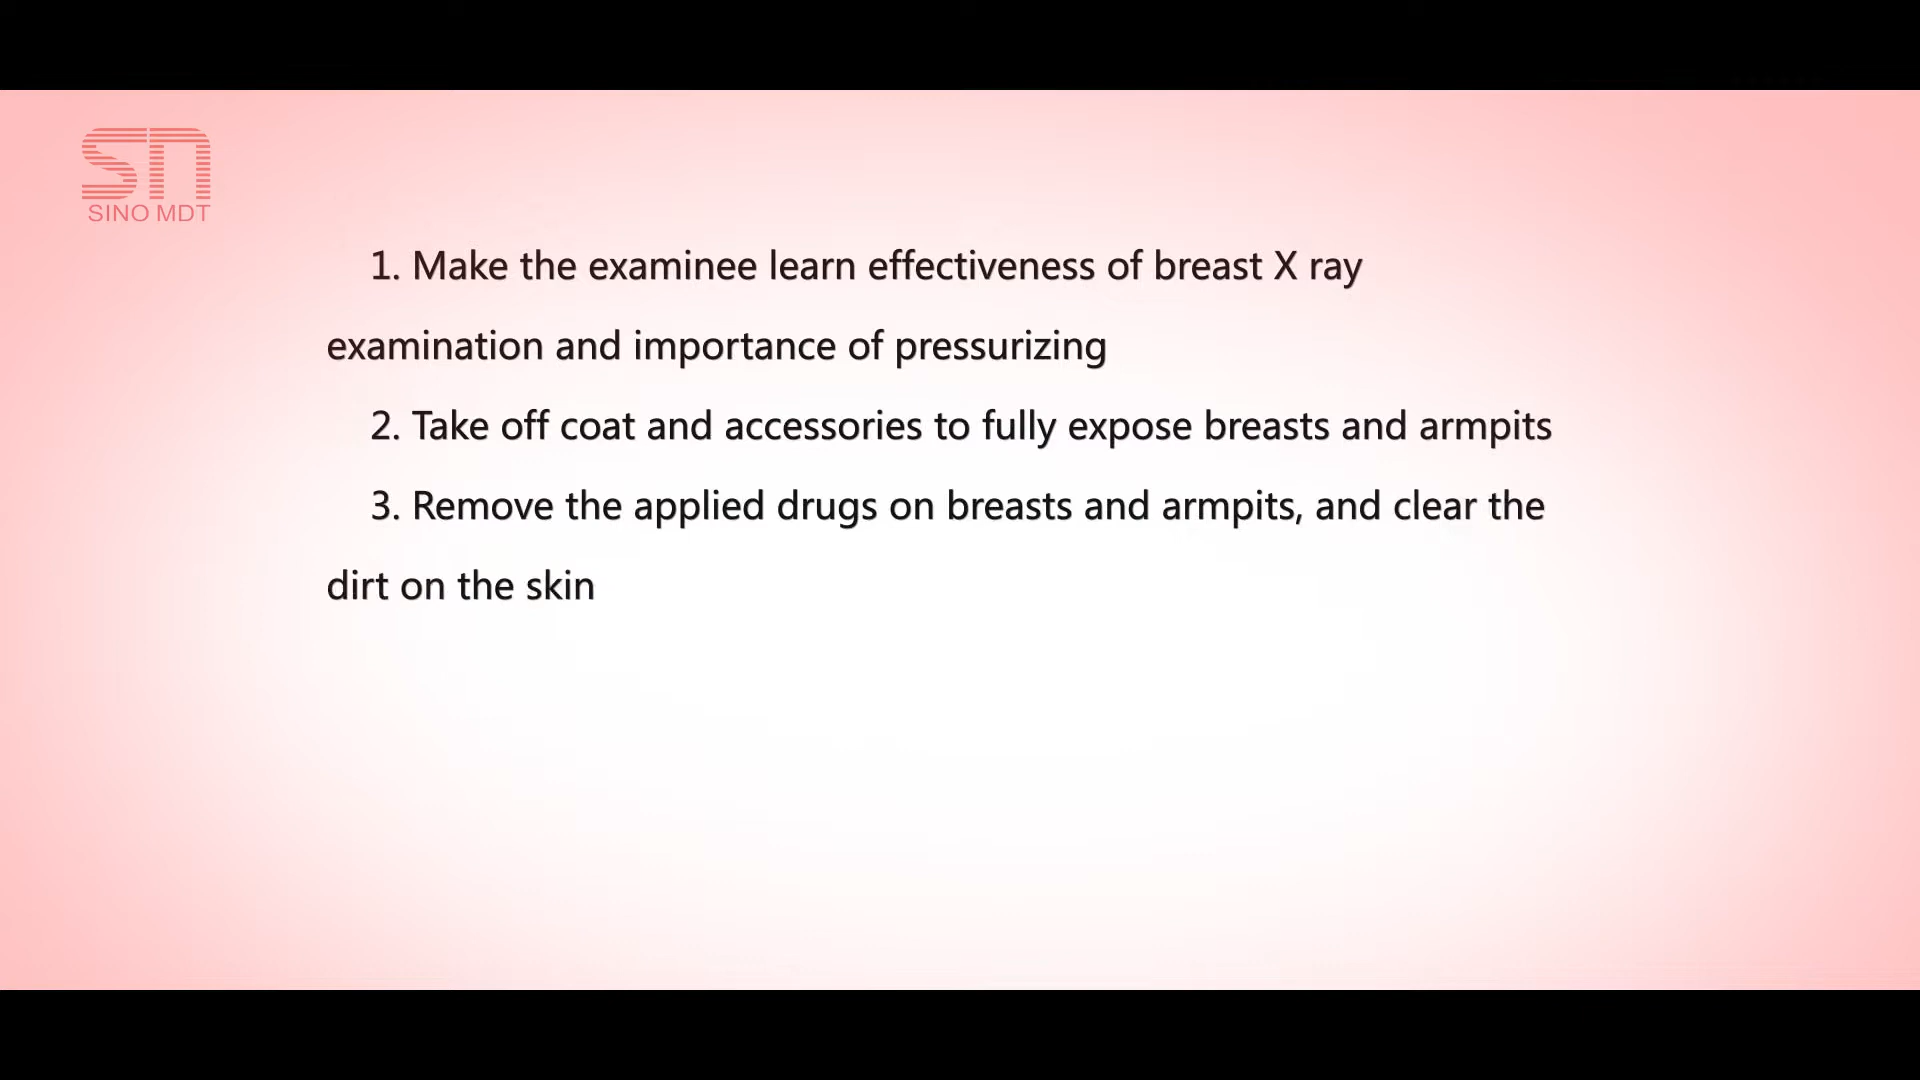 SN
SINO MDT
1. Make the examinee learn effectiveness of breast X ray
examination and importance of pressurizing
2. Take off coat and accessories to fully expose breasts and armpits
3. Remove the applied drugs on breasts and armpits, and clear the
dirt on the skin